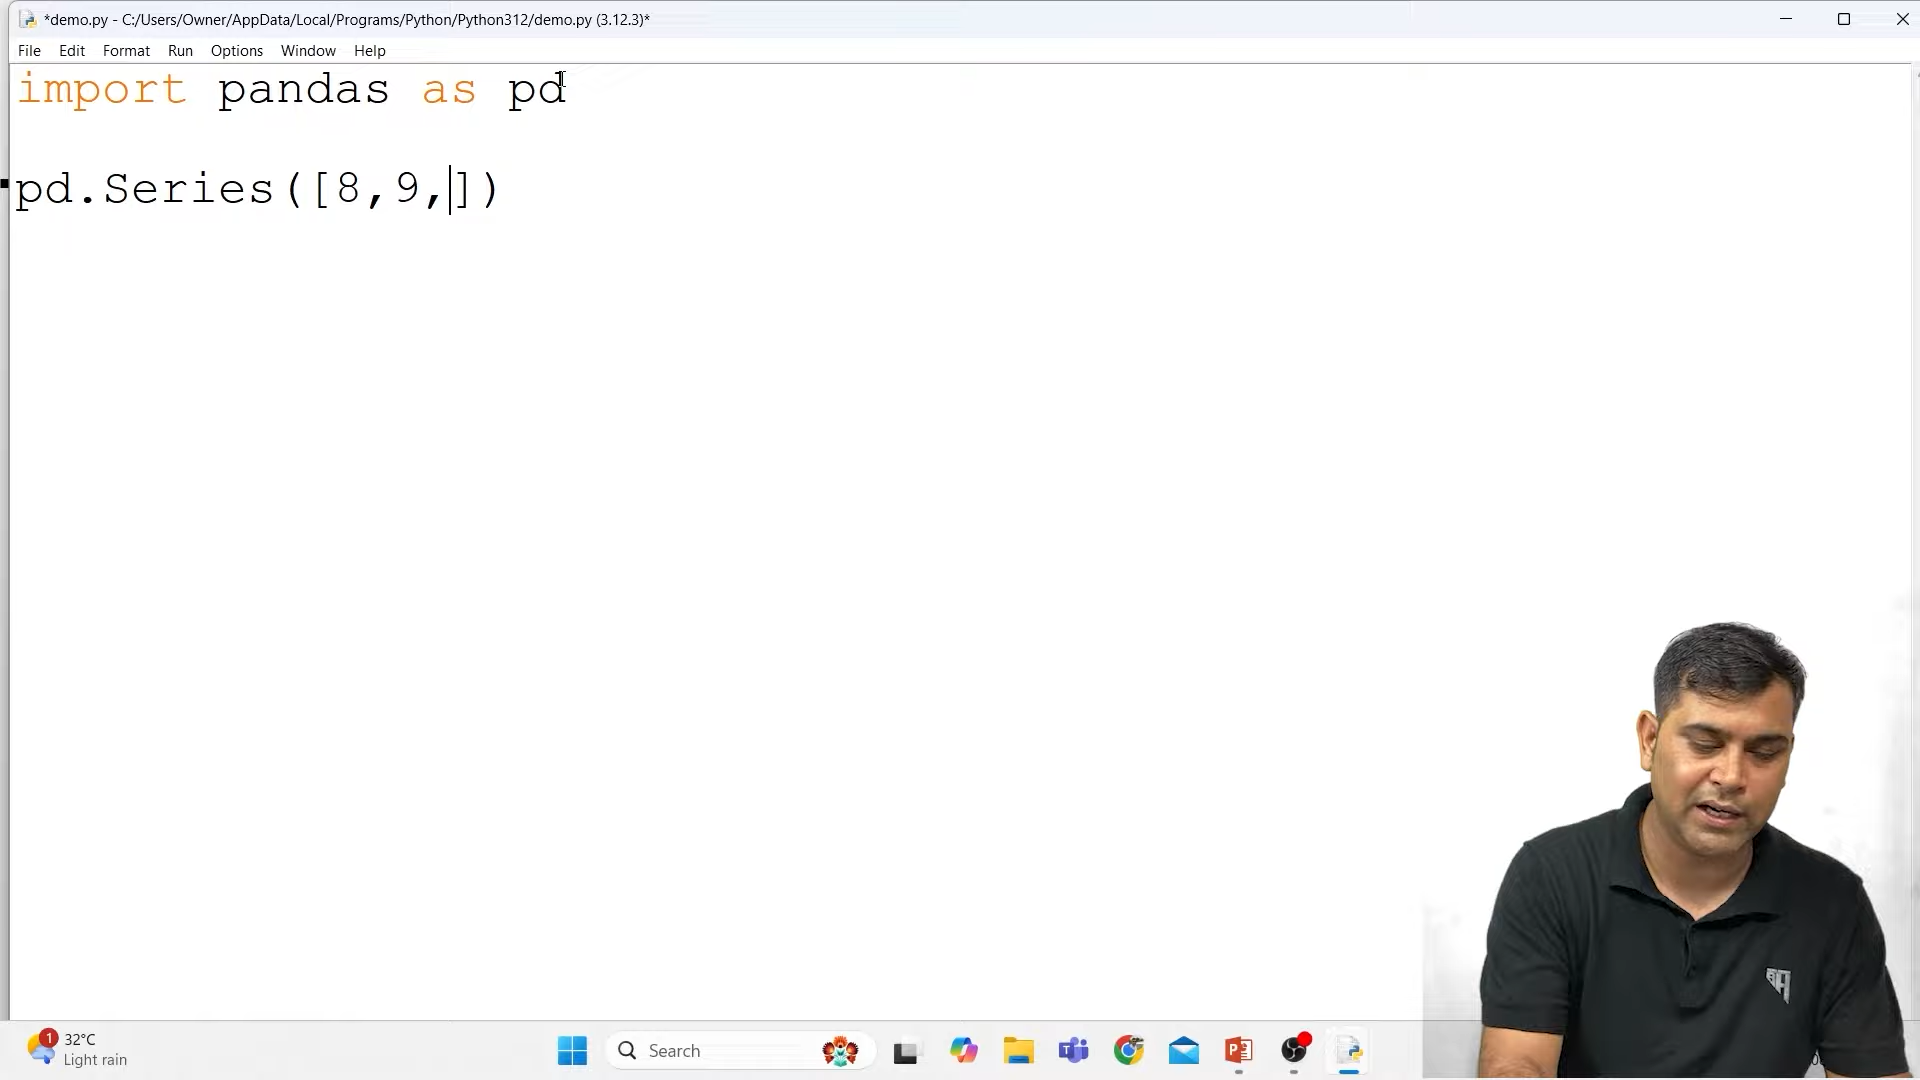 *demo.py - C:/Users/Owner/AppData/Local/Programs/Python/Python312/demo.py (3.12.3)*
File Edit Format Run Options Window Help
import pandas as pd
pd.Series([8,9,])
1
32°C
Light rain
Search